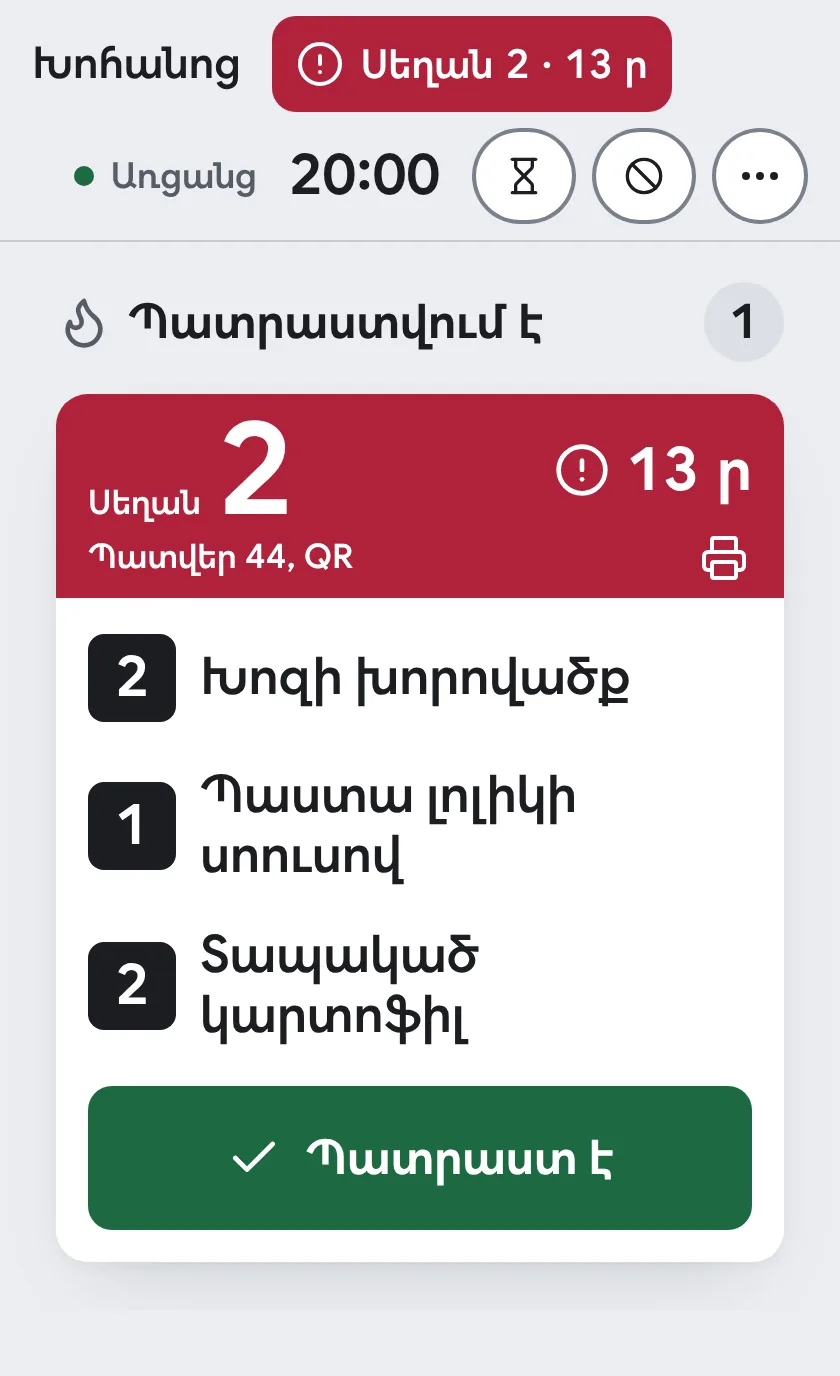 Խոհանոց
Սեղան 2 · 13 ր
Առցանց 20:00
Պատրաստվում է 1
Սեղան 2
13 ր
Պատվեր 44, QR
2 Խոզի խորովածք
1 Պաստա լոլիկի
սոուսով
2 Տապակած
կարտոֆիլ
Պատրաստ է